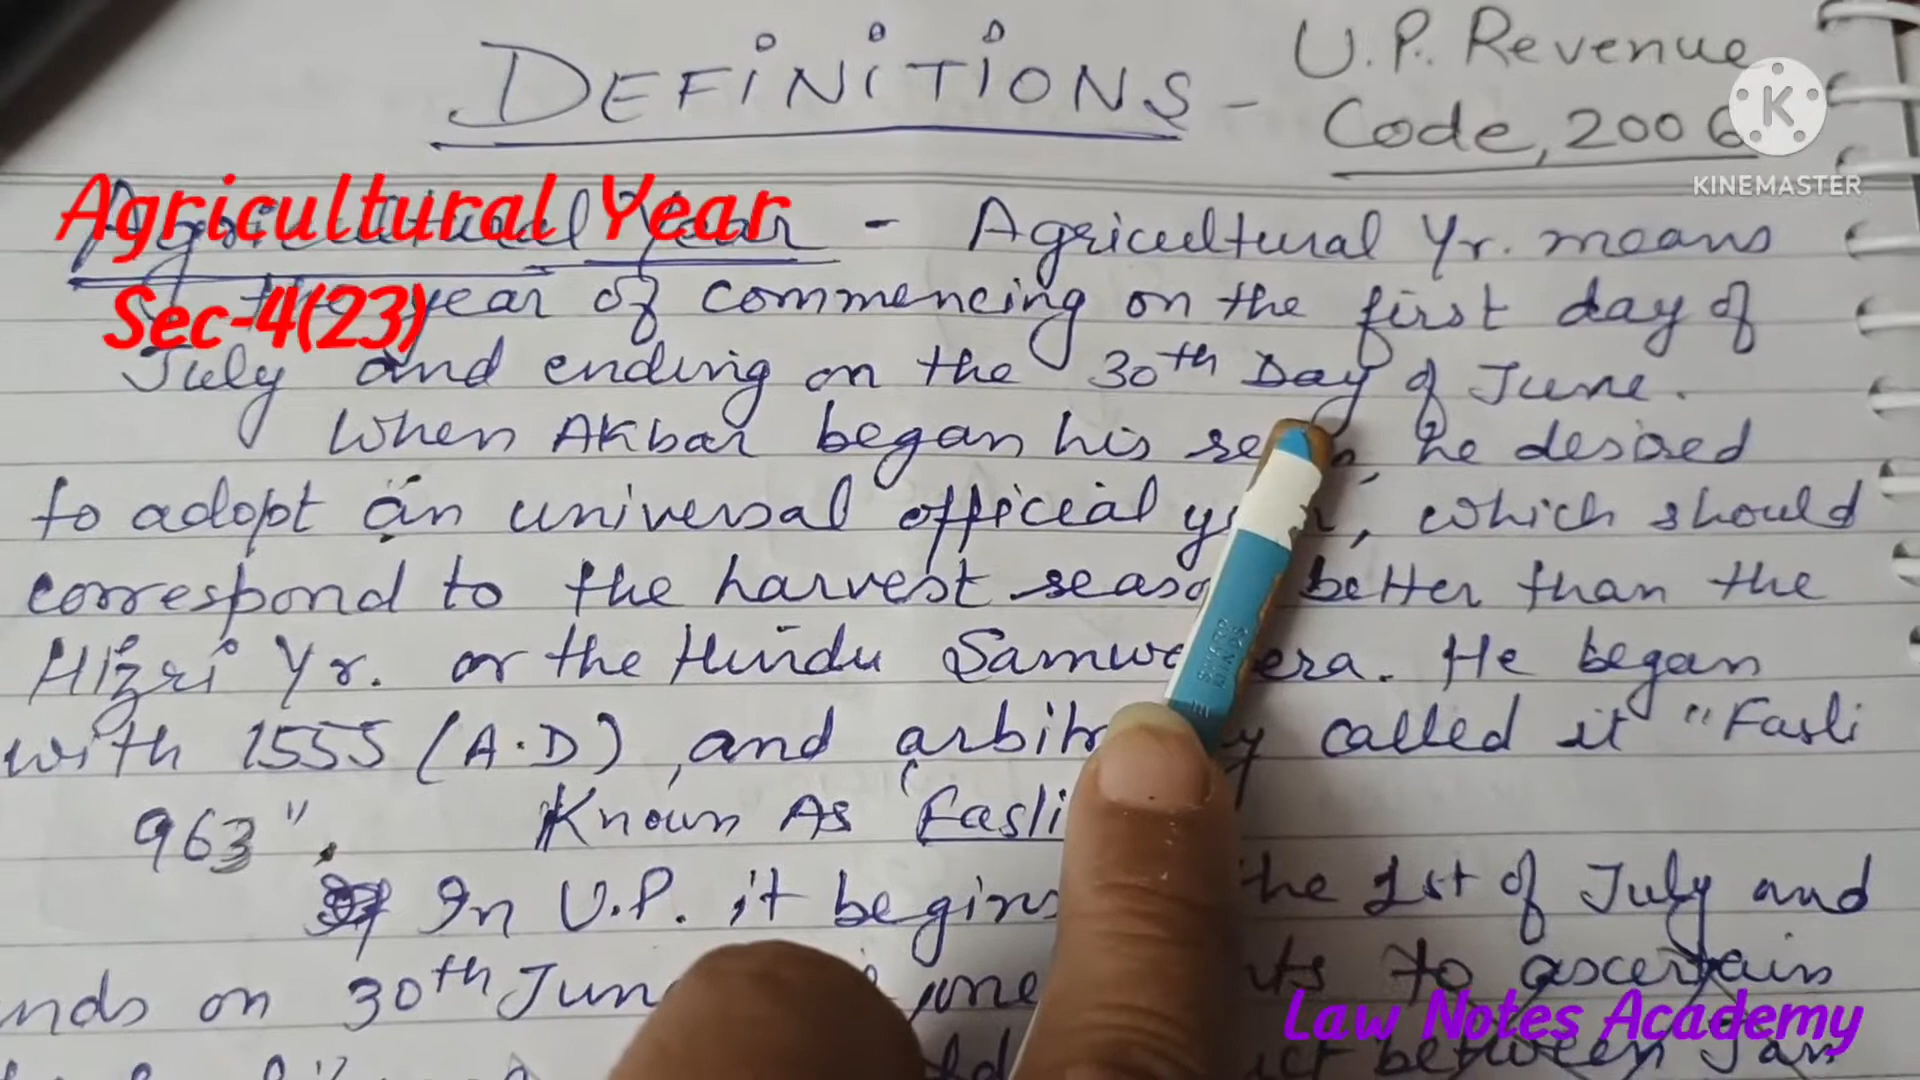 DEFINITIONS - U.P. Revenue
Code, 2006
KINEMASTER
Agricultural Year
Agricultural Year - Agricultural Yr. means
Sec-4(23)
the year of commencing on the first day of
July and ending on the 30th Day of June.
When Akbar began his he desired
to adopt an universal official which should
correspond to the harvest better than the
Hizri Yr. or the Hindu era. He began
with 1555 (A.D), and called it "Fasli
963". Known As "Fasli
In U.P. it begins the 1st of July and
on 30th to ascertain
Law Notes Academy
between Jan